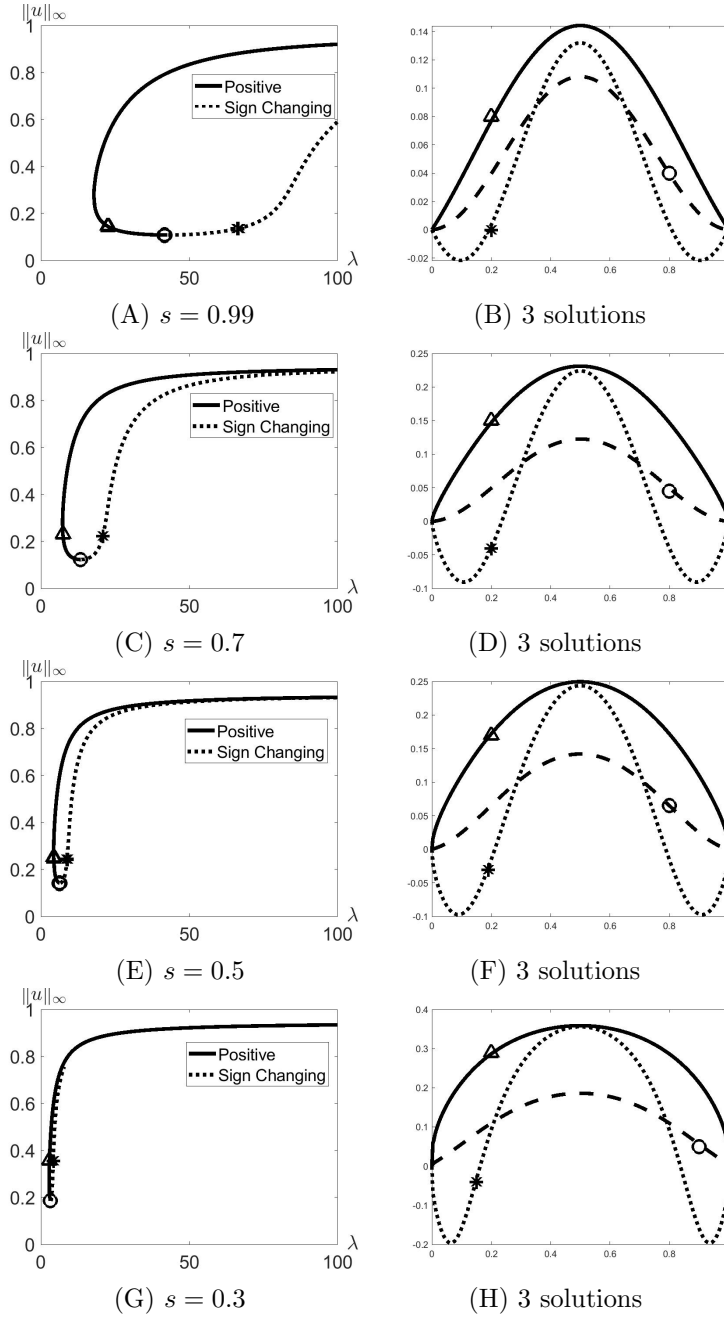 ‖u‖∞
1
0.8
0.6
0.4
0.2
0
0 50 100 λ
Positive
Sign Changing
(A) s = 0.99
0.14
0.12
0.1
0.08
0.06
0.04
0.02
0
-0.02
0 0.2 0.4 0.6 0.8
(B) 3 solutions
1
0.8
0.6
0.4
0.2
0
0 50 100 λ
Positive
Sign Changing
(C) s = 0.7
0.25
0.2
0.15
0.1
0.05
0
-0.05
-0.1
0 0.2 0.4 0.6 0.8
(D) 3 solutions
‖u‖∞
1
0.8
0.6
0.4
0.2
0
0 50 100 λ
Positive
Sign Changing
(E) s = 0.5
0.25
0.2
0.15
0.1
0.05
0
-0.05
-0.1
0 0.2 0.4 0.6 0.8
(F) 3 solutions
‖u‖∞
1
0.8
0.6
0.4
0.2
0
0 50 100 λ
Positive
Sign Changing
(G) s = 0.3
0.4
0.3
0.2
0.1
0
-0.1
-0.2
0 0.2 0.4 0.6 0.8
(H) 3 solutions